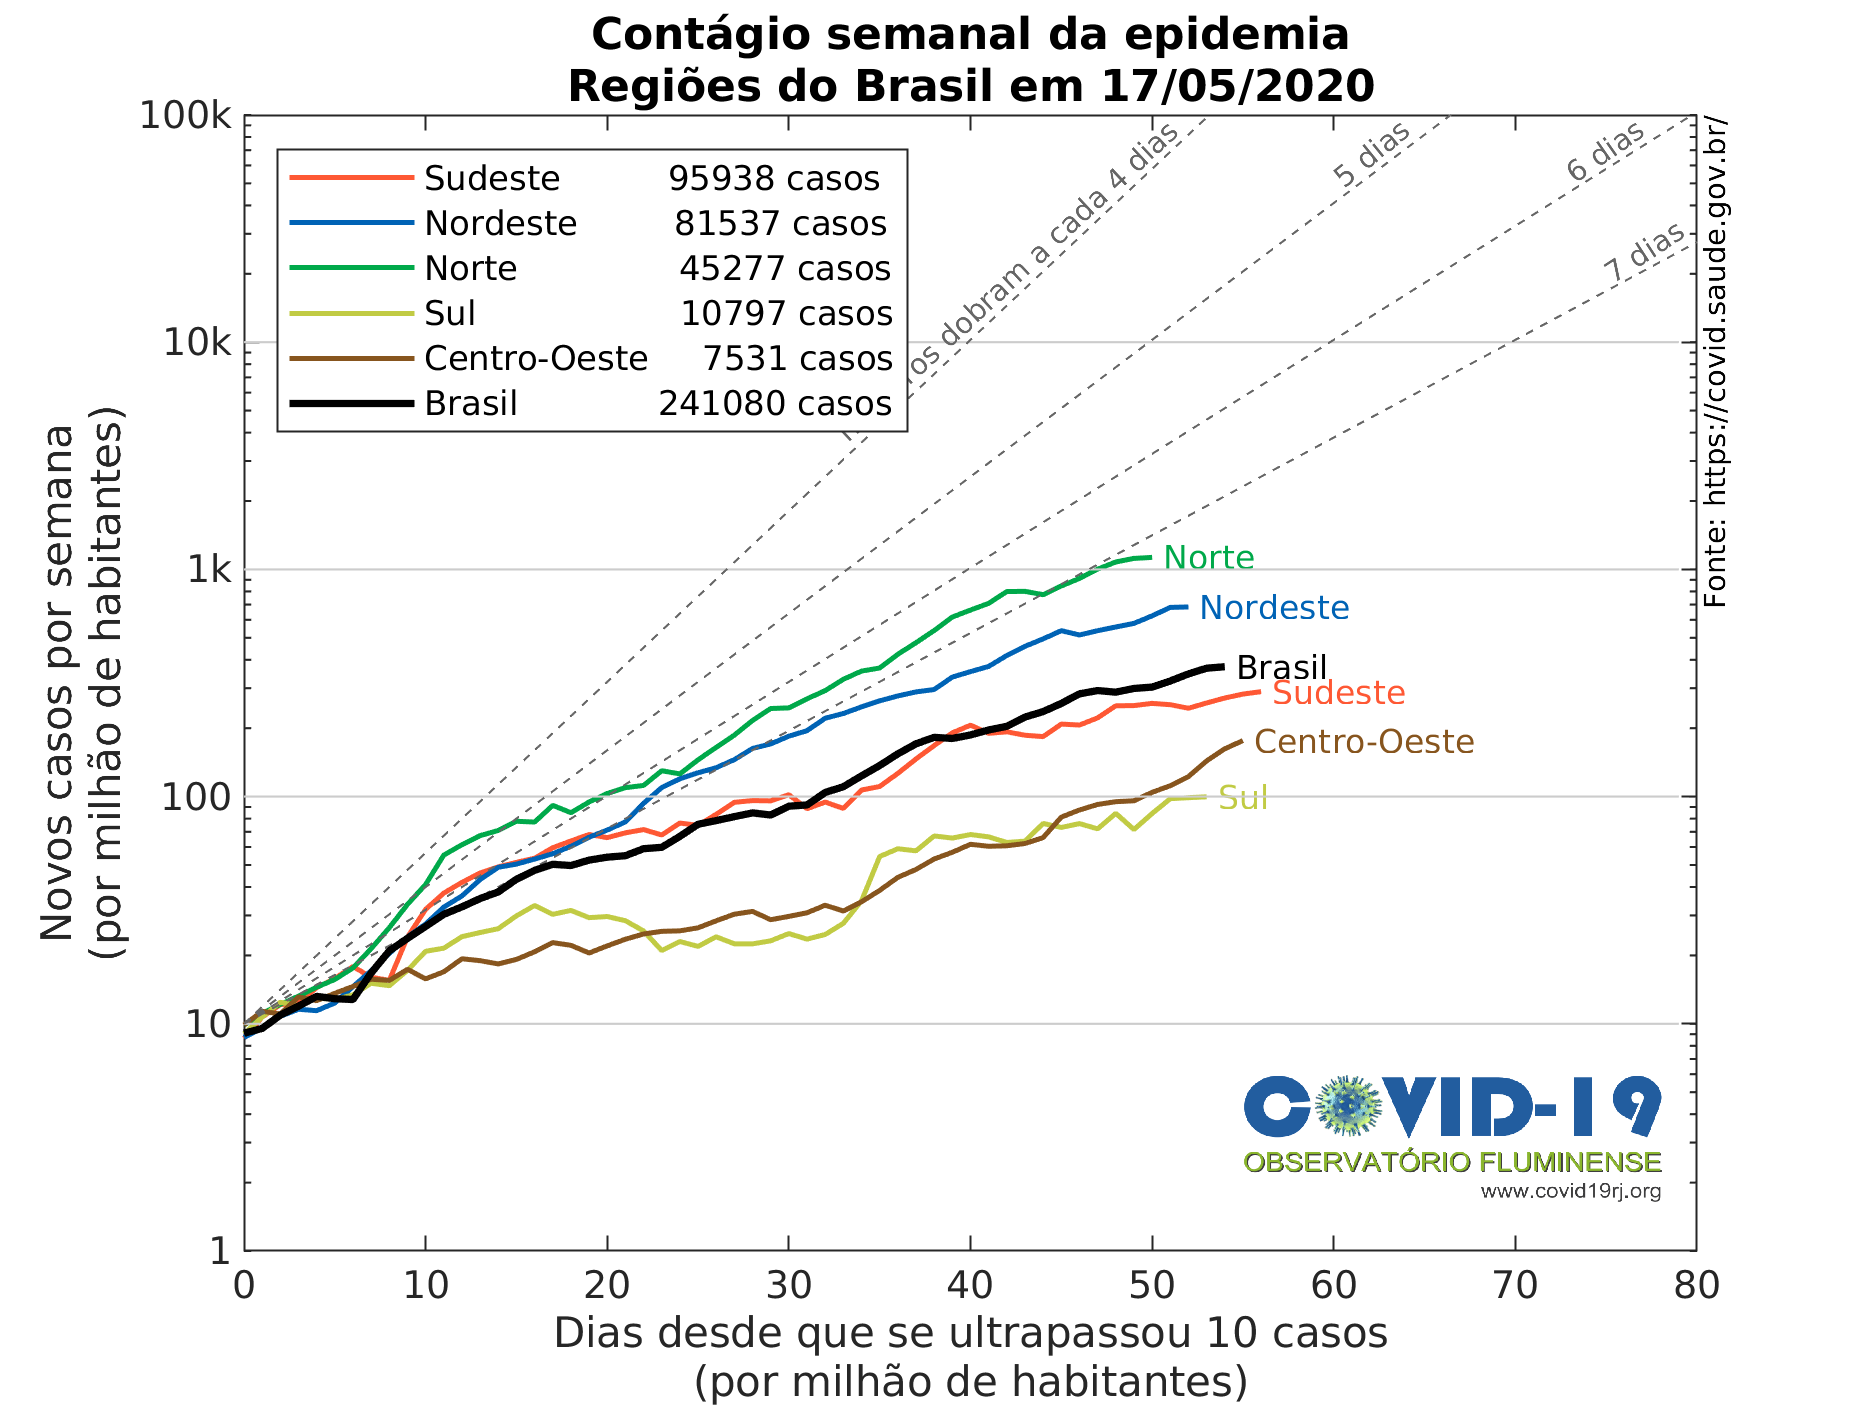 Contágio semanal da epidemia
Regiões do Brasil em 17/05/2020
100k
10k
1k
100
10
1
Novos casos por semana
(por milhão de habitantes)
Sudeste 95938 casos
Nordeste 81537 casos
Norte 45277 casos
Sul 10797 casos
Centro-Oeste 7531 casos
Brasil 241080 casos
dobram a cada 4 dias
5 dias
6 dias
7 dias
Norte
Nordeste
Brasil
Sudeste
Centro-Oeste
Sul
Fonte: https://covid.saude.gov.br/
COVID-19
OBSERVATÓRIO FLUMINENSE
www.covid19rj.org
0 10 20 30 40 50 60 70 80
Dias desde que se ultrapassou 10 casos
(por milhão de habitantes)